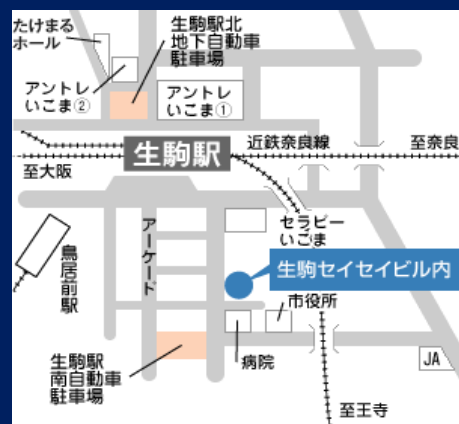 たけまる
ホール
生駒駅北
地下自動車
駐車場
アントレ
いこま②
アントレ
いこま①
生駒駅
近鉄奈良線
至奈良
至大阪
アーケード
セラビー
いこま
鳥居前駅
生駒セイセイビル内
市役所
生駒駅
南自動車
駐車場
病院
JA
至王寺